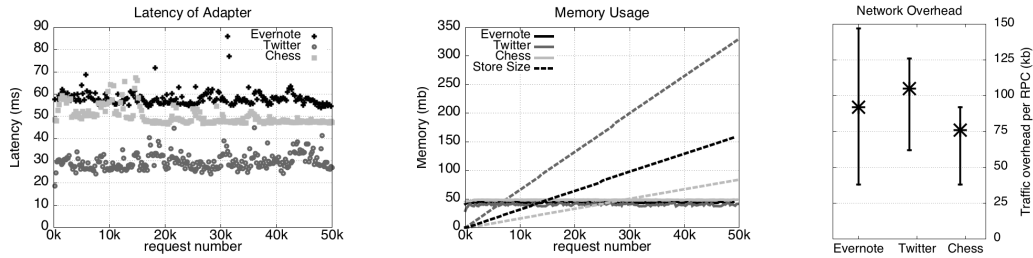 Latency of Adapter
Latency (ms)
90
80
70
60
50
40
30
20
10
0
Evernote
Twitter
Chess
0k 10k 20k 30k 40k 50k
request number
Memory Usage
Memory (mb)
350
300
250
200
150
100
50
0
Evernote
Twitter
Chess
Store Size
0k 10k 20k 30k 40k 50k
request number
Network Overhead
150
125
100
75
50
25
0
Traffic overhead per RPC (kb)
Evernote Twitter Chess